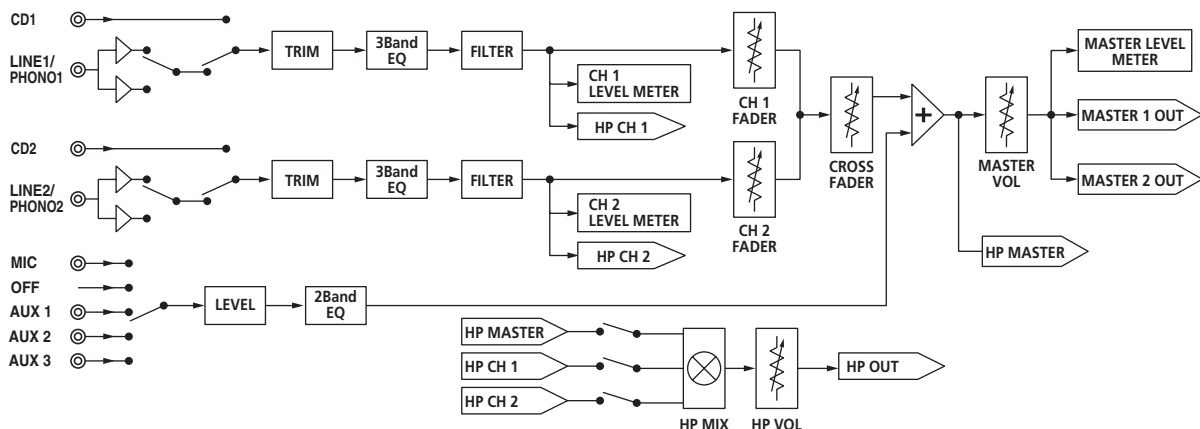 CD1
LINE1/
PHONO1
TRIM
3Band
EQ
FILTER
CH 1
LEVEL METER
HP CH 1
CH 1
FADER
CD2
LINE2/
PHONO2
TRIM
3Band
EQ
FILTER
CH 2
LEVEL METER
HP CH 2
CH 2
FADER
CROSS
FADER
+
MASTER
VOL
MASTER LEVEL
METER
MASTER 1 OUT
MASTER 2 OUT
HP MASTER
MIC
OFF
AUX 1
AUX 2
AUX 3
LEVEL
2Band
EQ
HP MASTER
HP CH 1
HP CH 2
HP MIX
HP VOL
HP OUT